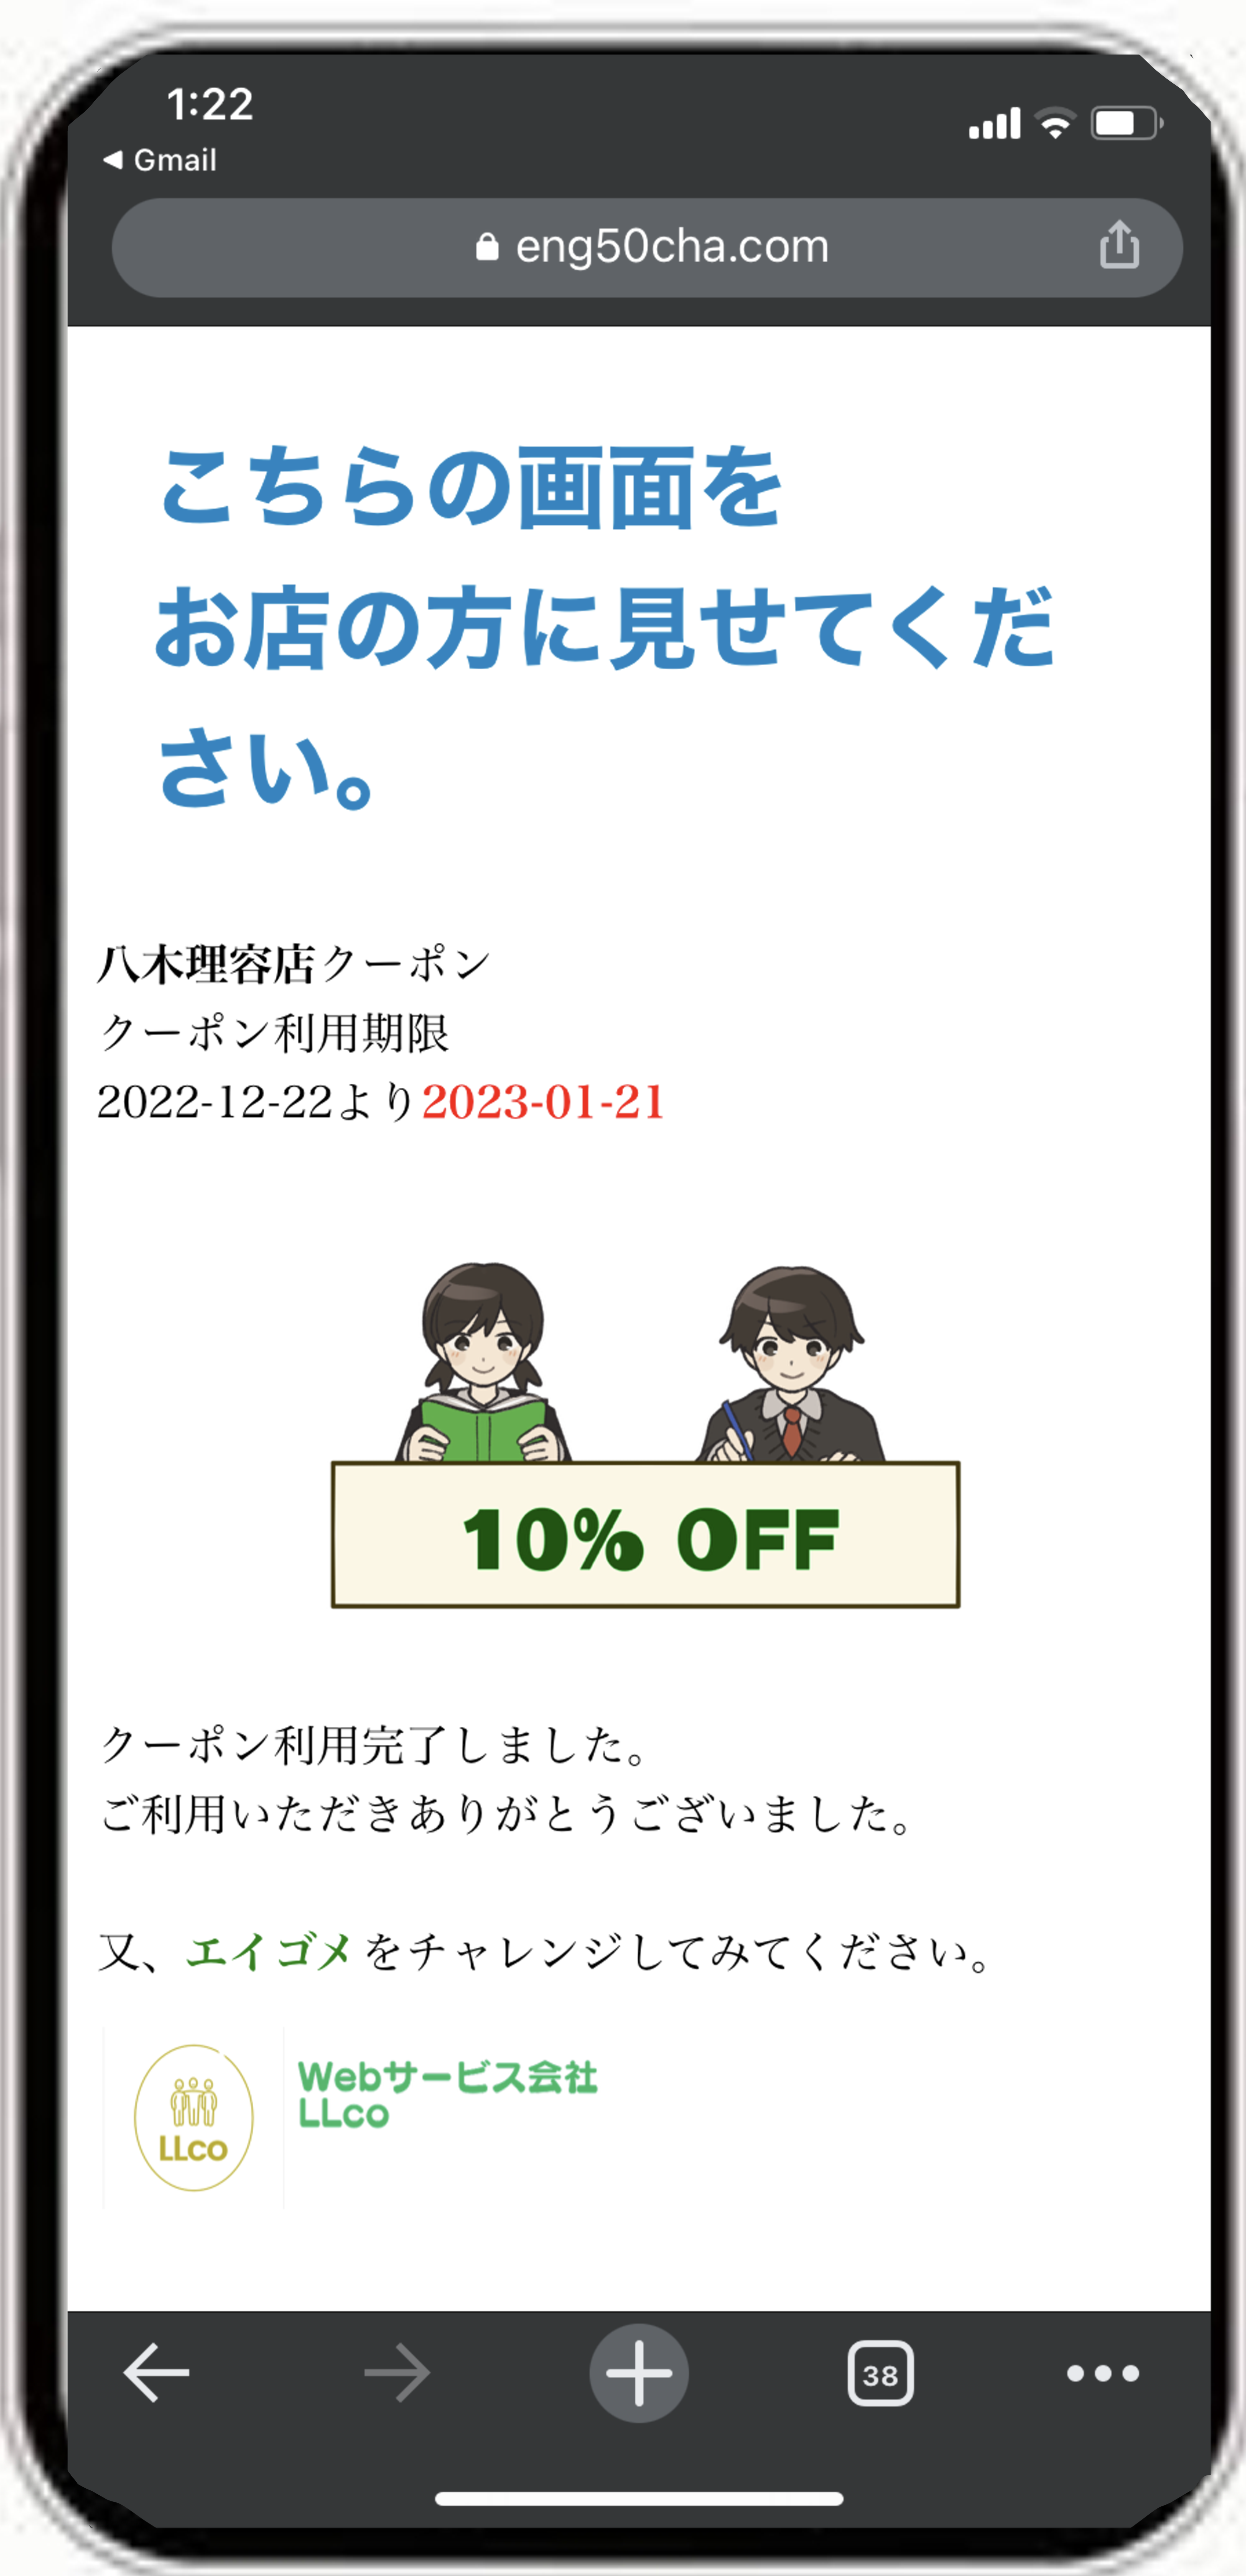 1:22
Gmail
eng50cha.com
こちらの画面を
お店の方に見せてくだ
さい。
八木理容店クーポン
クーポン利用期限
2022-12-22より2023-01-21
10% OFF
クーポン利用完了しました。
ご利用いただきありがとうございました。
又、エイゴメをチャレンジしてみてください。
LLco
Webサービス会社
LLco
38